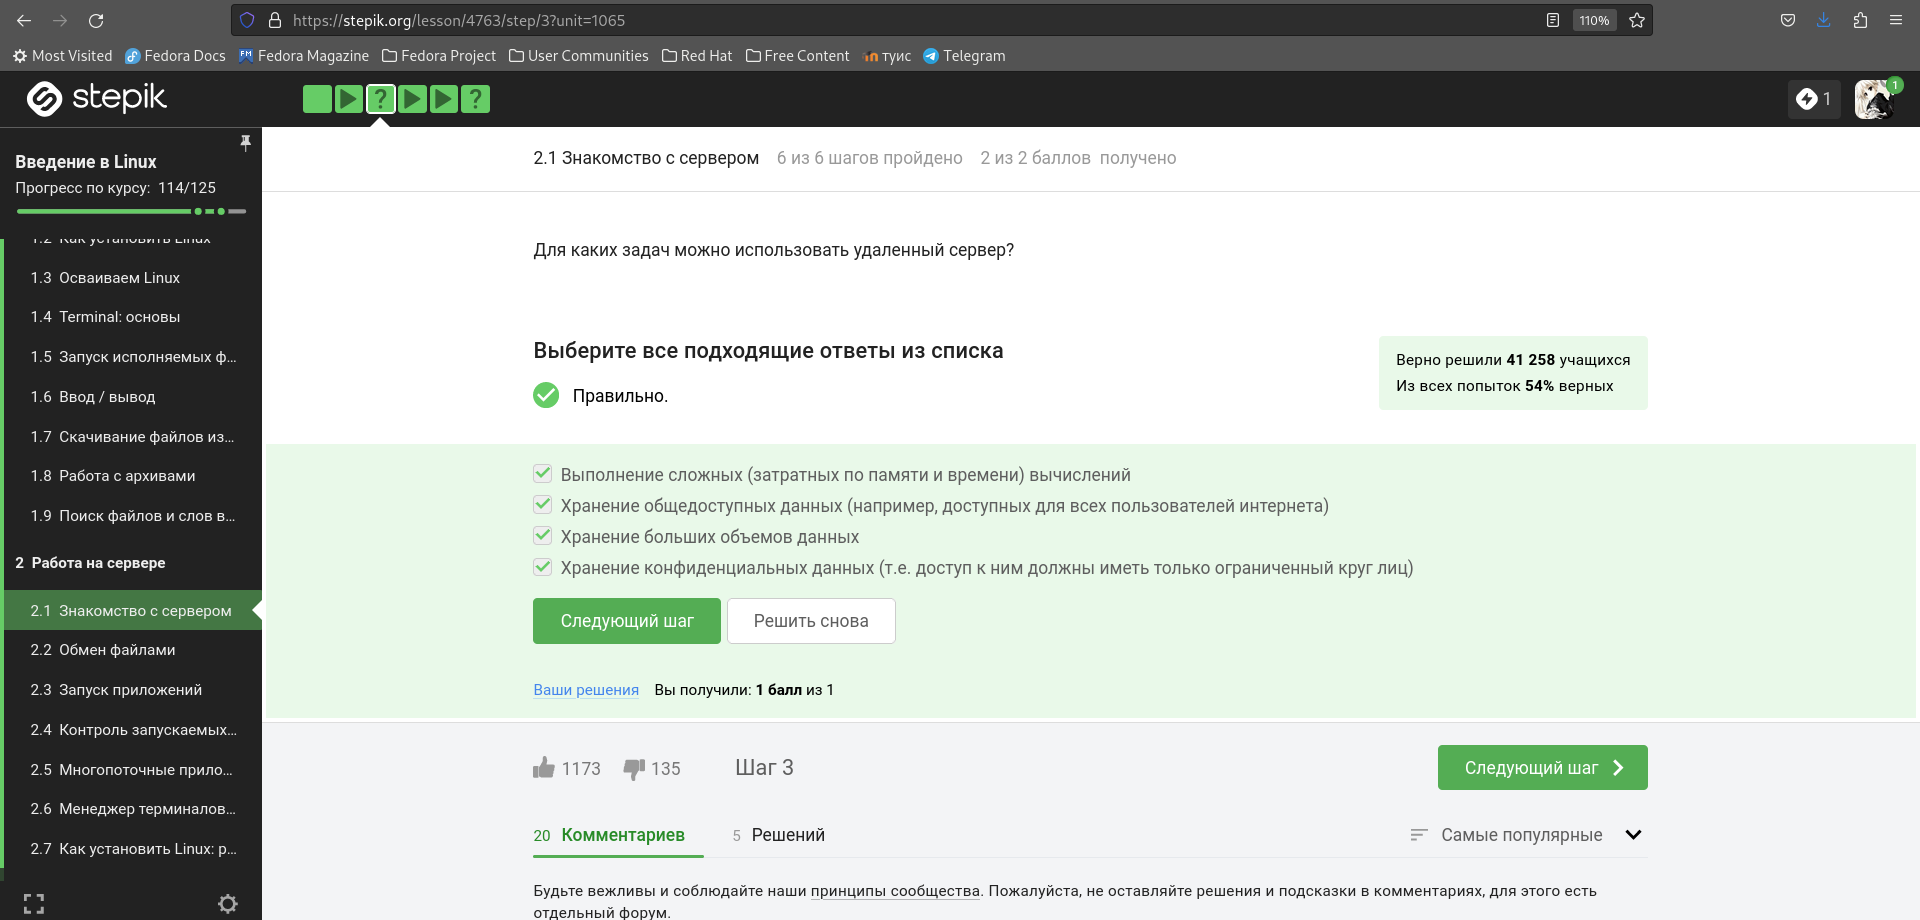 https://stepik.org/lesson/4763/step/3?unit=1065
110%
Most Visited
Fedora Docs
Fedora Magazine
Fedora Project
User Communities
Red Hat
Free Content
туис
Telegram
stepik
1
1
Введение в Linux
Прогресс по курсу: 114/125
1.2 Как установить Linux
1.3 Осваиваем Linux
1.4 Terminal: основы
1.5 Запуск исполняемых ф...
1.6 Ввод / вывод
1.7 Скачивание файлов из...
1.8 Работа с архивами
1.9 Поиск файлов и слов в...
2 Работа на сервере
2.1 Знакомство с сервером
2.2 Обмен файлами
2.3 Запуск приложений
2.4 Контроль запускаемых...
2.5 Многопоточные прило...
2.6 Менеджер терминалов...
2.7 Как установить Linux: р...
2.1 Знакомство с сервером 6 из 6 шагов пройдено 2 из 2 баллов получено
Для каких задач можно использовать удаленный сервер?
Выберите все подходящие ответы из списка
Правильно.
Верно решили 41 258 учащихся
Из всех попыток 54% верных
Выполнение сложных (затратных по памяти и времени) вычислений
Хранение общедоступных данных (например, доступных для всех пользователей интернета)
Хранение больших объемов данных
Хранение конфиденциальных данных (т.е. доступ к ним должны иметь только ограниченный круг лиц)
Следующий шаг
Решить снова
Ваши решения Вы получили: 1 балл из 1
1173
135
Шаг 3
Следующий шаг
20 Комментариев
5 Решений
Самые популярные
Будьте вежливы и соблюдайте наши принципы сообщества. Пожалуйста, не оставляйте решения и подсказки в комментариях, для этого есть
отдельный форум.